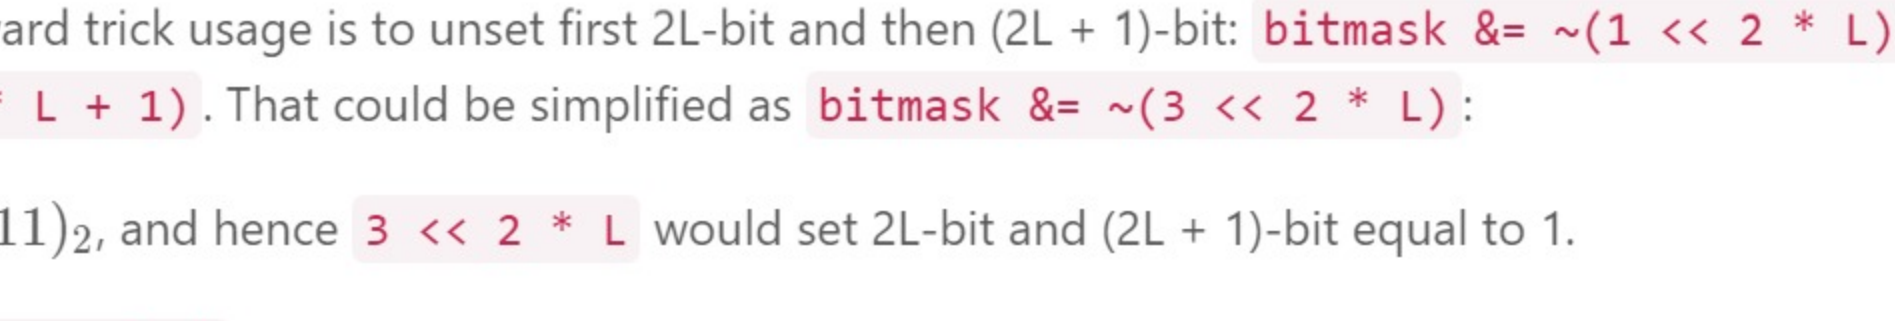 ard trick usage is to unset first 2L-bit and then (2L + 1)-bit: bitmask &= ~(1 << 2 * L)
* L + 1). That could be simplified as bitmask &= ~(3 << 2 * L):
11)₂, and hence 3 << 2 * L would set 2L-bit and (2L + 1)-bit equal to 1.